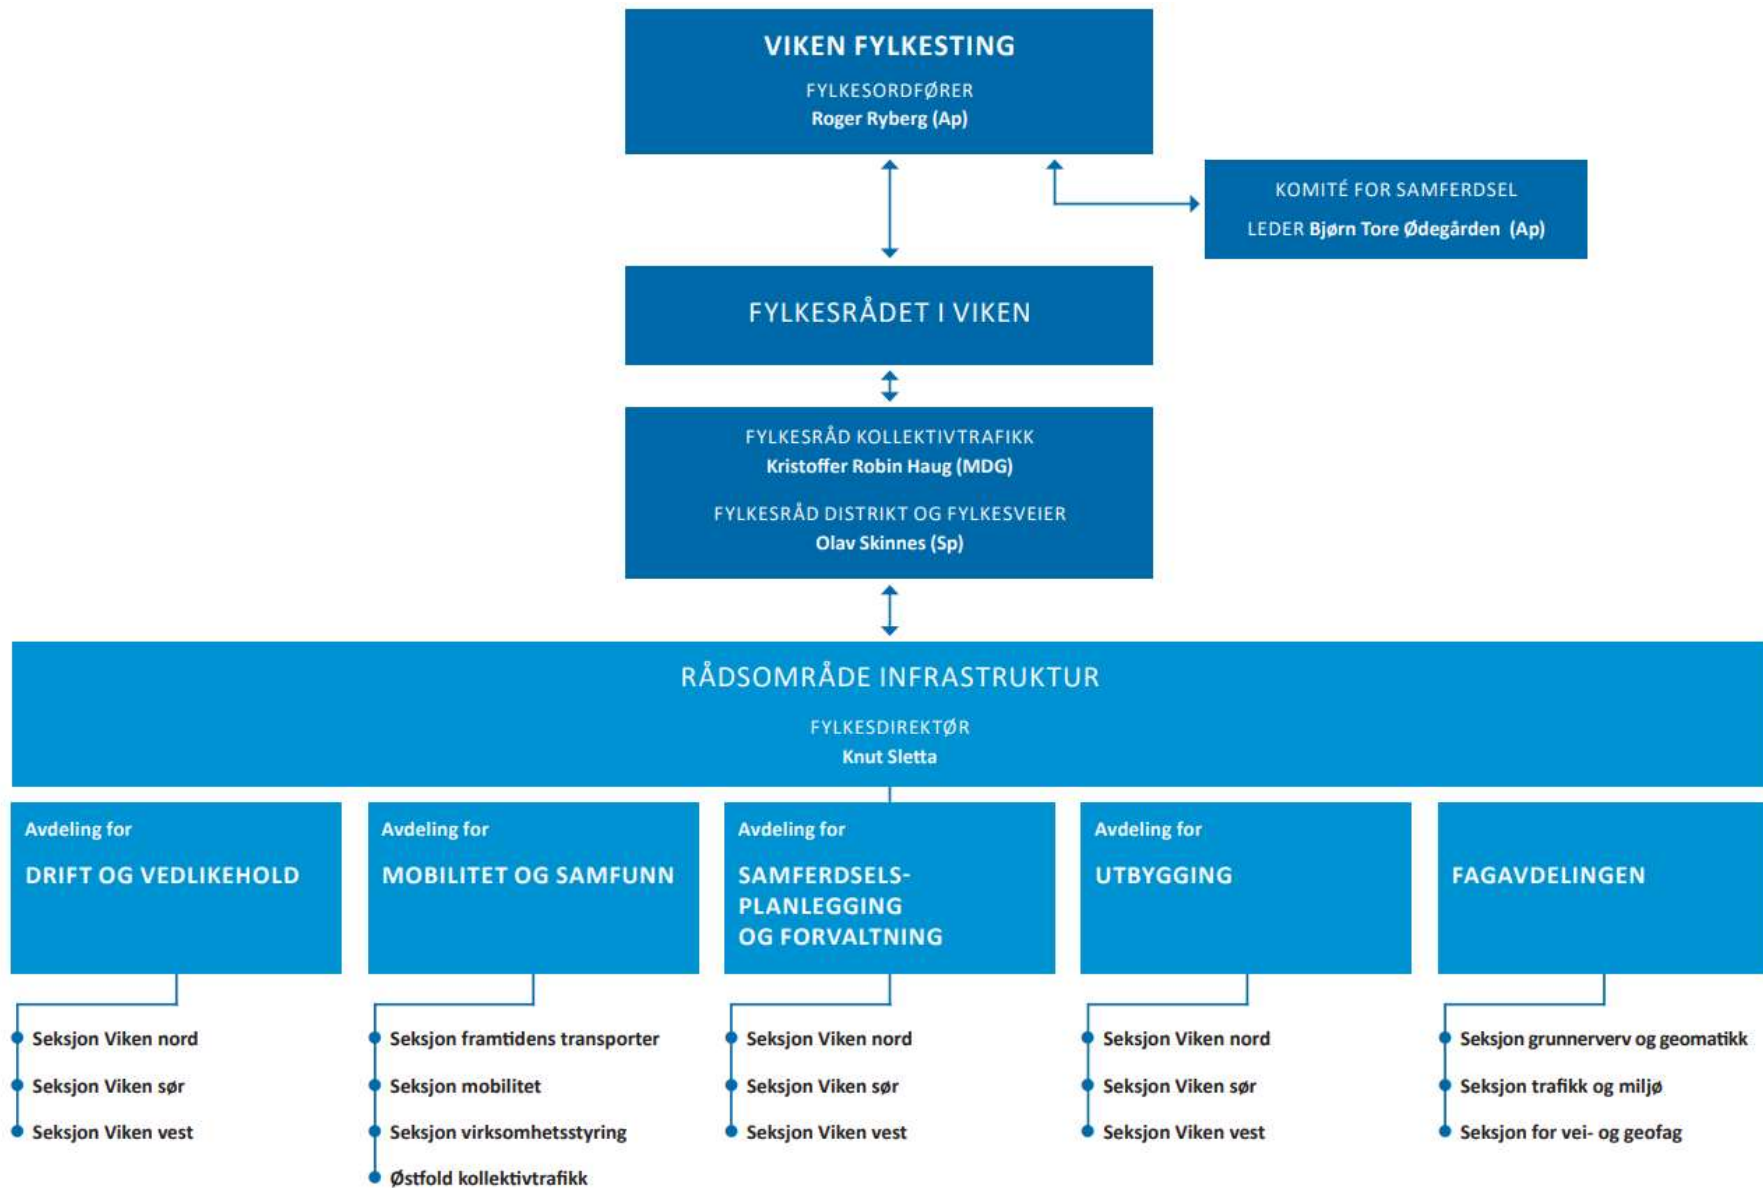 VIKEN FYLKESTING
FYLKESORDFØRER
Roger Ryberg (Ap)
KOMITÉ FOR SAMFERDSEL
LEDER Bjørn Tore Ødegården (Ap)
FYLKESRÅDET I VIKEN
FYLKESRÅD KOLLEKTIVTRAFIKK
Kristoffer Robin Haug (MDG)
FYLKESRÅD DISTRIKT OG FYLKESVEIER
Olav Skinnes (Sp)
RÅDSOMRÅDE INFRASTRUKTUR
FYLKESDIREKTØR
Knut Sletta
Avdeling for
DRIFT OG VEDLIKEHOLD
Seksjon Viken nord
Seksjon Viken sør
Seksjon Viken vest
Avdeling for
MOBILITET OG SAMFUNN
Seksjon framtidens transporter
Seksjon mobilitet
Seksjon virksomhetsstyring
Østfold kollektivtrafikk
Avdeling for
SAMFERDSELS-
PLANLEGGING
OG FORVALTNING
Seksjon Viken nord
Seksjon Viken sør
Seksjon Viken vest
Avdeling for
UTBYGGING
Seksjon Viken nord
Seksjon Viken sør
Seksjon Viken vest
FAGAVDELINGEN
Seksjon grunnerverv og geomatikk
Seksjon trafikk og miljø
Seksjon for vei- og geofag